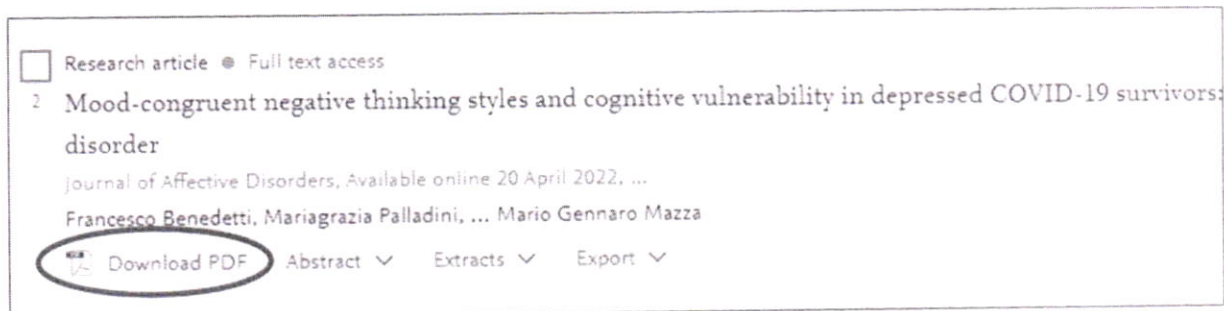 Research article ● Full text access
2 Mood-congruent negative thinking styles and cognitive vulnerability in depressed COVID-19 survivors:
disorder
Journal of Affective Disorders, Available online 20 April 2022, ...
Francesco Benedetti, Mariagrazia Palladini, ... Mario Gennaro Mazza
Download PDF Abstract Extracts Export